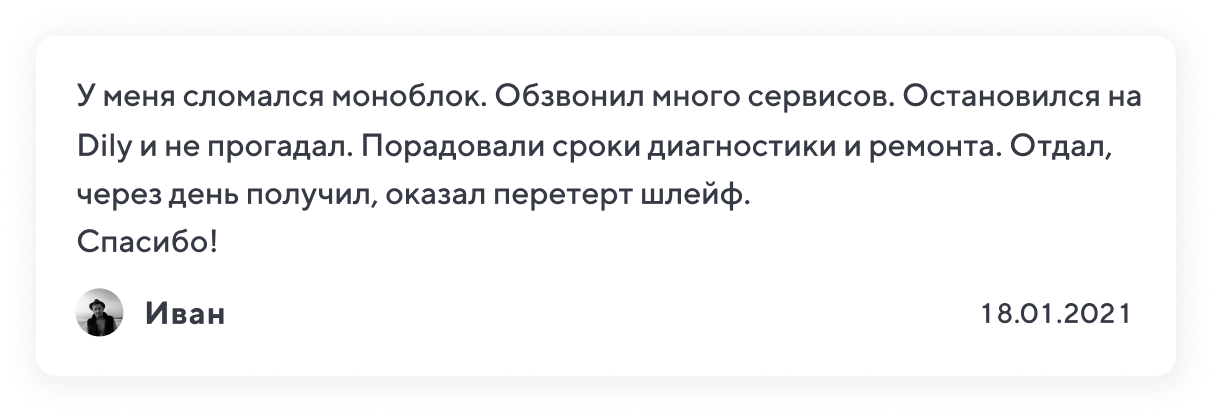 У меня сломался моноблок. Обзвонил много сервисов. Остановился на
Dily и не прогадал. Порадовали сроки диагностики и ремонта. Отдал,
через день получил, оказал перетерт шлейф.
Спасибо!
Иван
18.01.2021